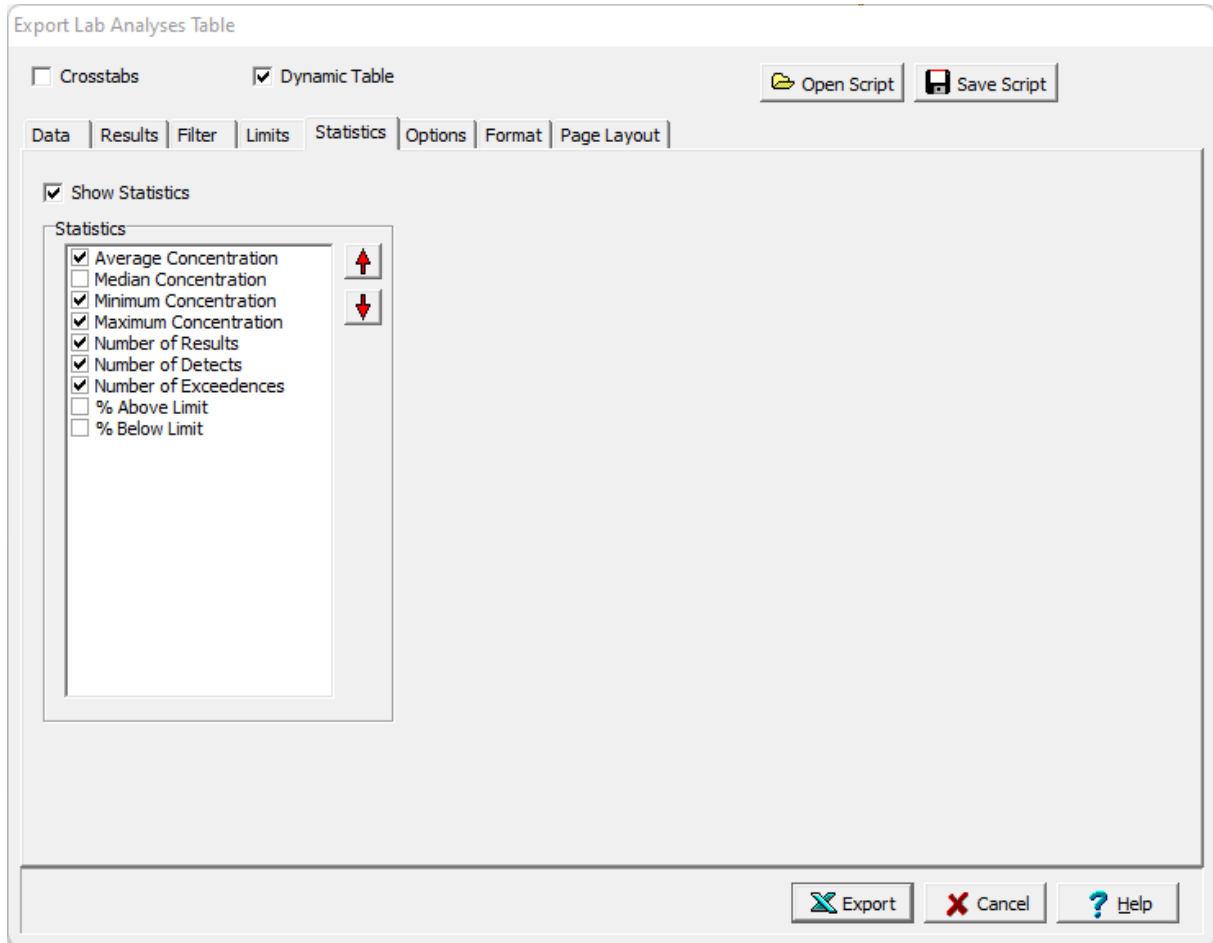 Export Lab Analyses Table
Crosstabs Dynamic Table Open Script Save Script
Data Results Filter Limits Statistics Options Format Page Layout
Show Statistics
Statistics
Average Concentration
Median Concentration
Minimum Concentration
Maximum Concentration
Number of Results
Number of Detects
Number of Exceedences
% Above Limit
% Below Limit
Export Cancel Help